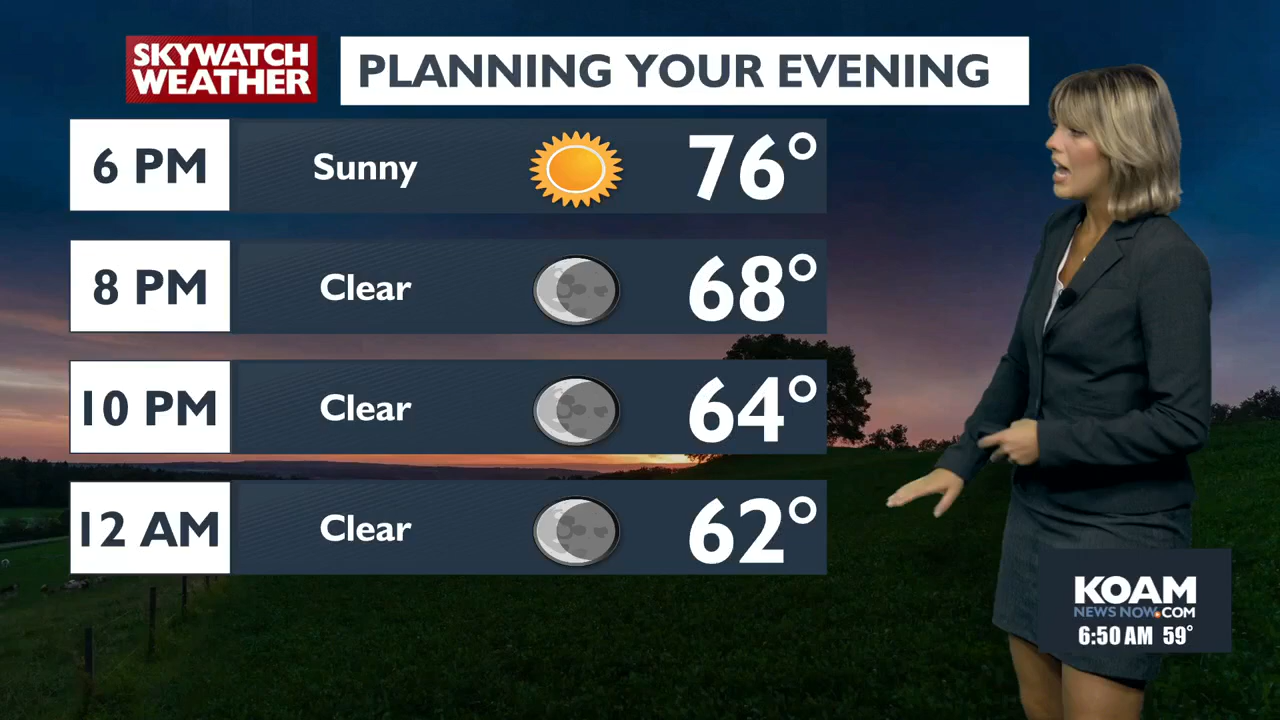 SKYWATCH
WEATHER
PLANNING YOUR EVENING
6 PM Sunny 76°
8 PM Clear 68°
10 PM Clear 64°
12 AM Clear 62°
KOAM
NEWS NOW.COM
6:50 AM 59°